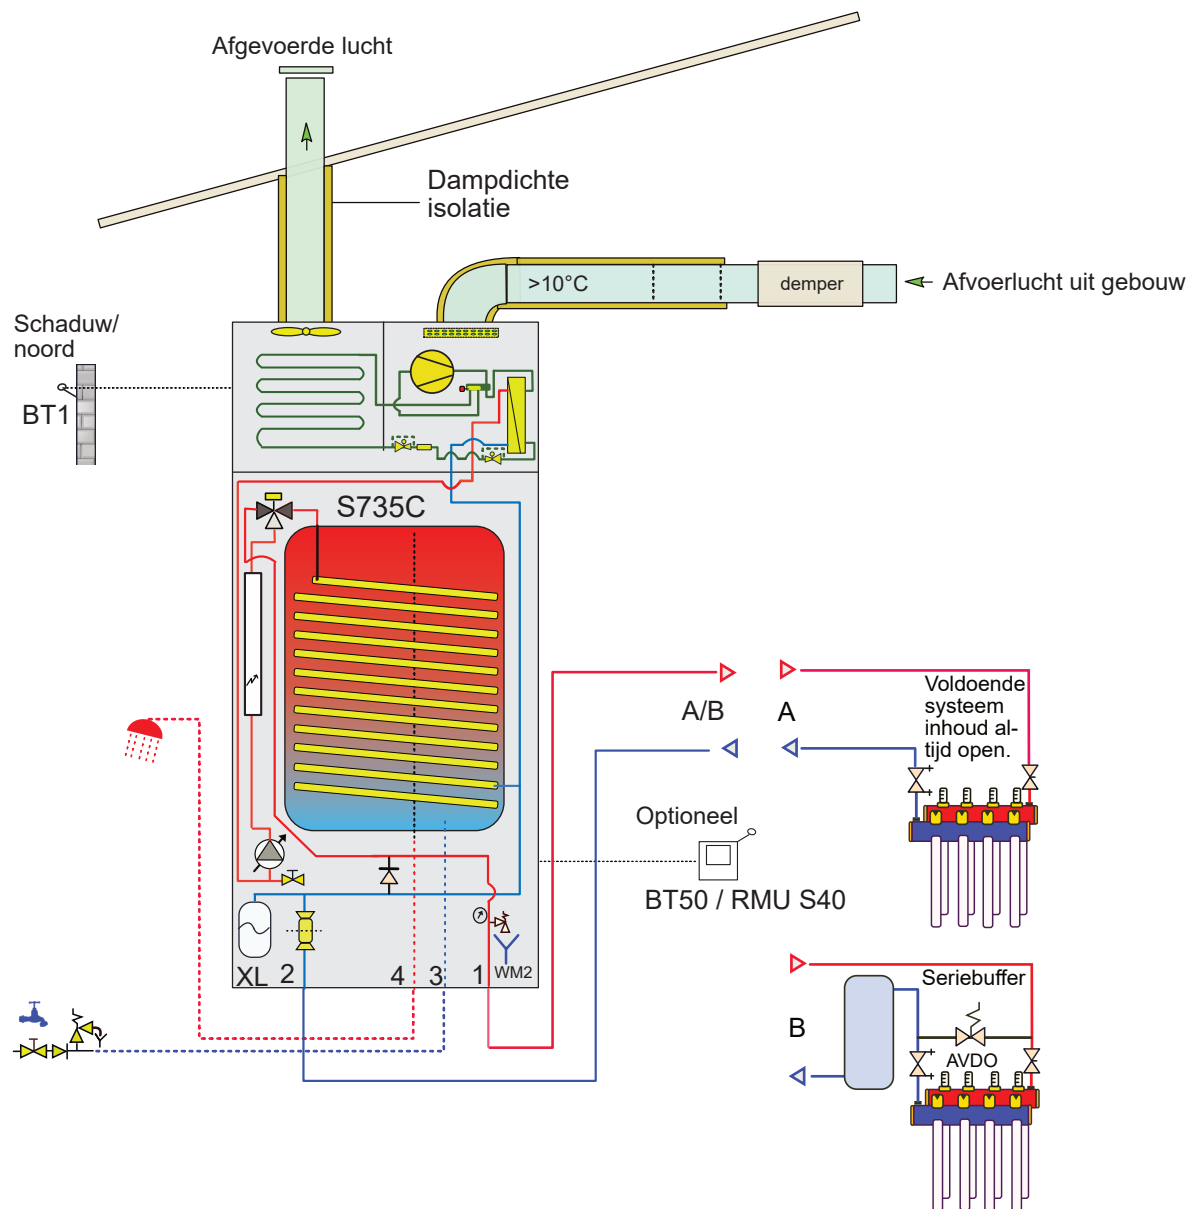 Afgevoerde lucht
Dampdichte
isolatie
>10°C
demper
Afvoerlucht uit gebouw
Schaduw/
noord
BT1
S735C
A/B
A
Voldoende
systeem
inhoud al-
tijd open.
Optioneel
BT50 / RMU S40
XL
2
4
3
1
WM2
Seriebuffer
B
AVDO